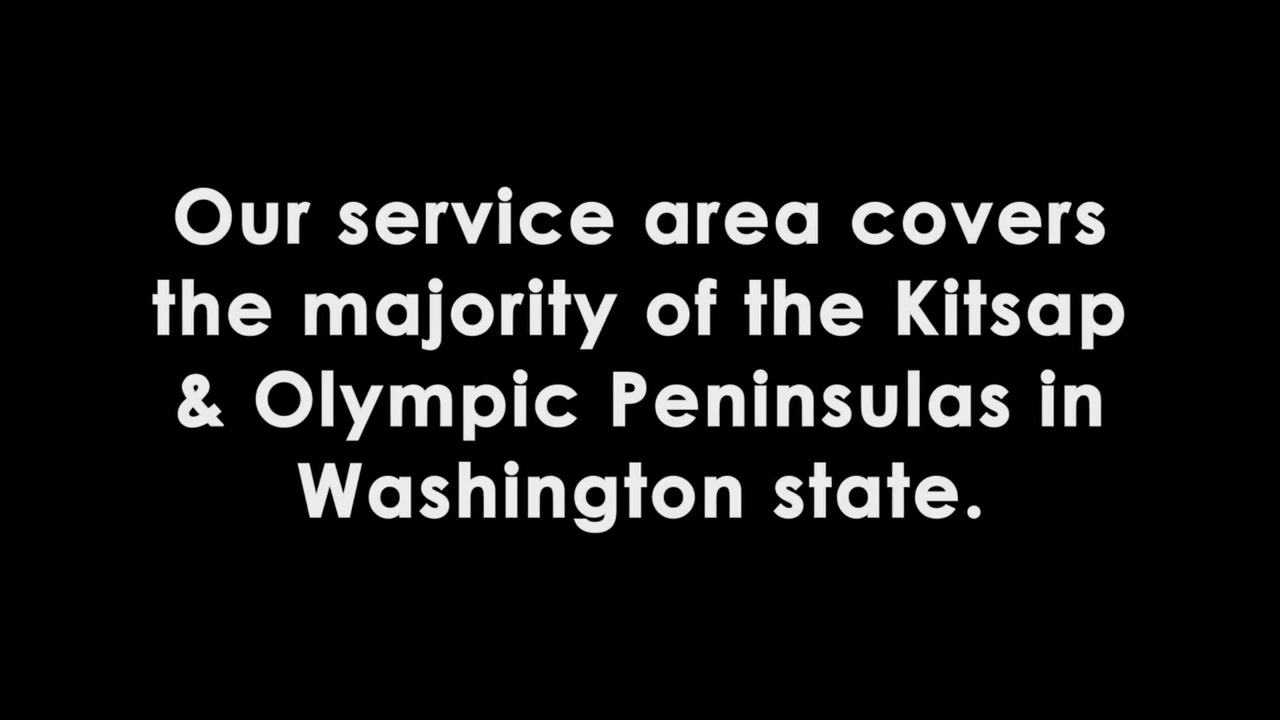 Our service area covers
the majority of the Kitsap
& Olympic Peninsulas in
Washington state.